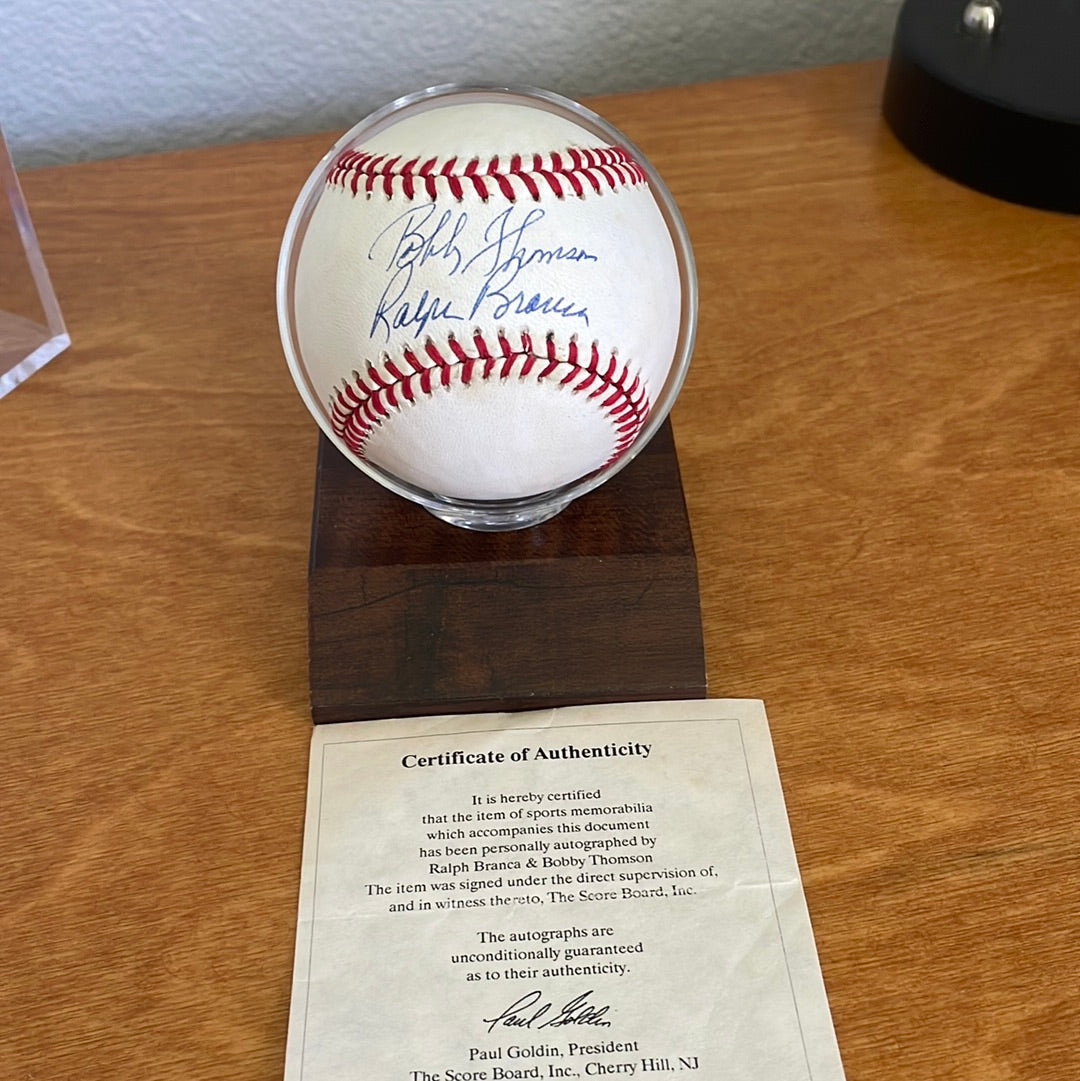 Bobby Thomson
Ralph Branca
Certificate of Authenticity
It is hereby certified
that the item of sports memorabilia
which accompanies this document
has been personally autographed by
Ralph Branca & Bobby Thomson
The item was signed under the direct supervision of,
and in witness thereto, The Score Board, Inc.
The autographs are
unconditionally guaranteed
as to their authenticity.
Paul Goldin
Paul Goldin, President
The Score Board, Inc., Cherry Hill, NJ